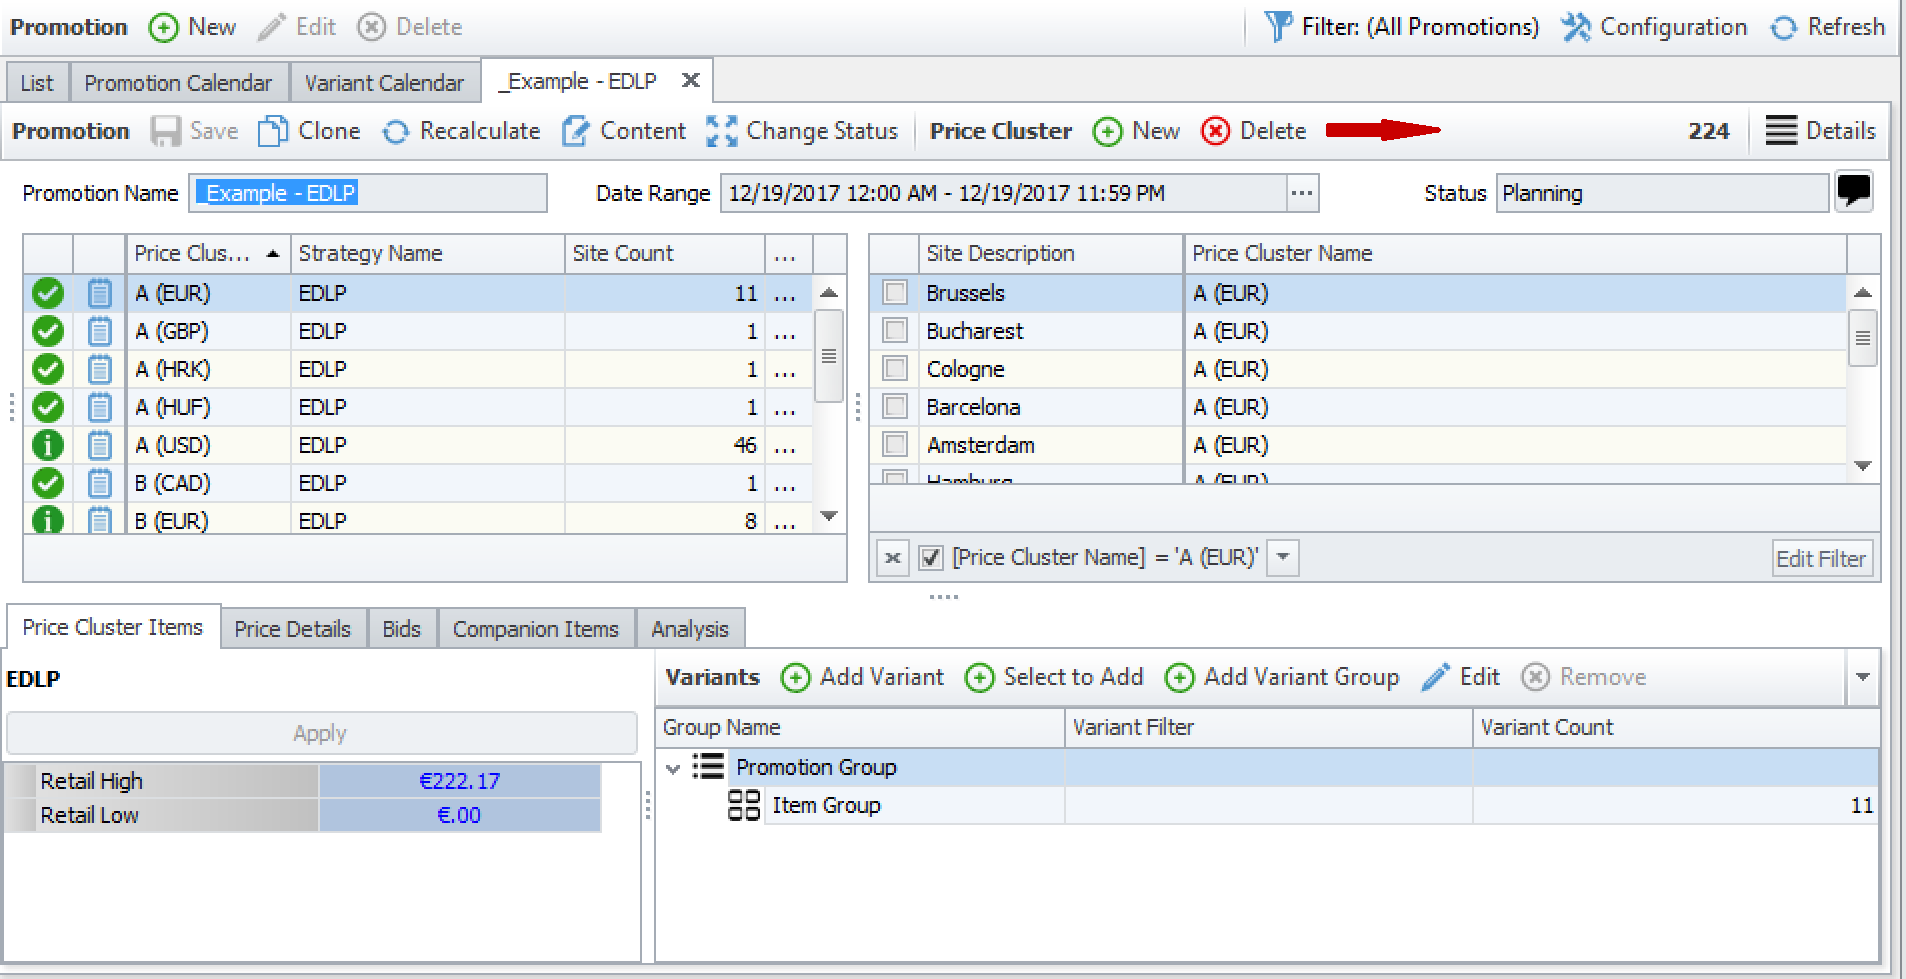 Promotion New Edit Delete Filter: (All Promotions) Configuration Refresh
List Promotion Calendar Variant Calendar _Example - EDLP
Promotion Save Clone Recalculate Content Change Status Price Cluster New Delete 224 Details
Promotion Name _Example - EDLP Date Range 12/19/2017 12:00 AM - 12/19/2017 11:59 PM ... Status Planning
Price Clus... Strategy Name Site Count ...
A (EUR) EDLP 11 ...
A (GBP) EDLP 1 ...
A (HRK) EDLP 1 ...
A (HUF) EDLP 1 ...
A (USD) EDLP 46 ...
B (CAD) EDLP 1 ...
B (EUR) EDLP 8 ...
Site Description Price Cluster Name
Brussels A (EUR)
Bucharest A (EUR)
Cologne A (EUR)
Barcelona A (EUR)
Amsterdam A (EUR)
Hamburg A (EUR)
[Price Cluster Name] = 'A (EUR)' Edit Filter
Price Cluster Items Price Details Bids Companion Items Analysis
EDLP
Apply
Retail High €222.17
Retail Low €.00
Variants Add Variant Select to Add Add Variant Group Edit Remove
Group Name Variant Filter Variant Count
Promotion Group
Item Group 11